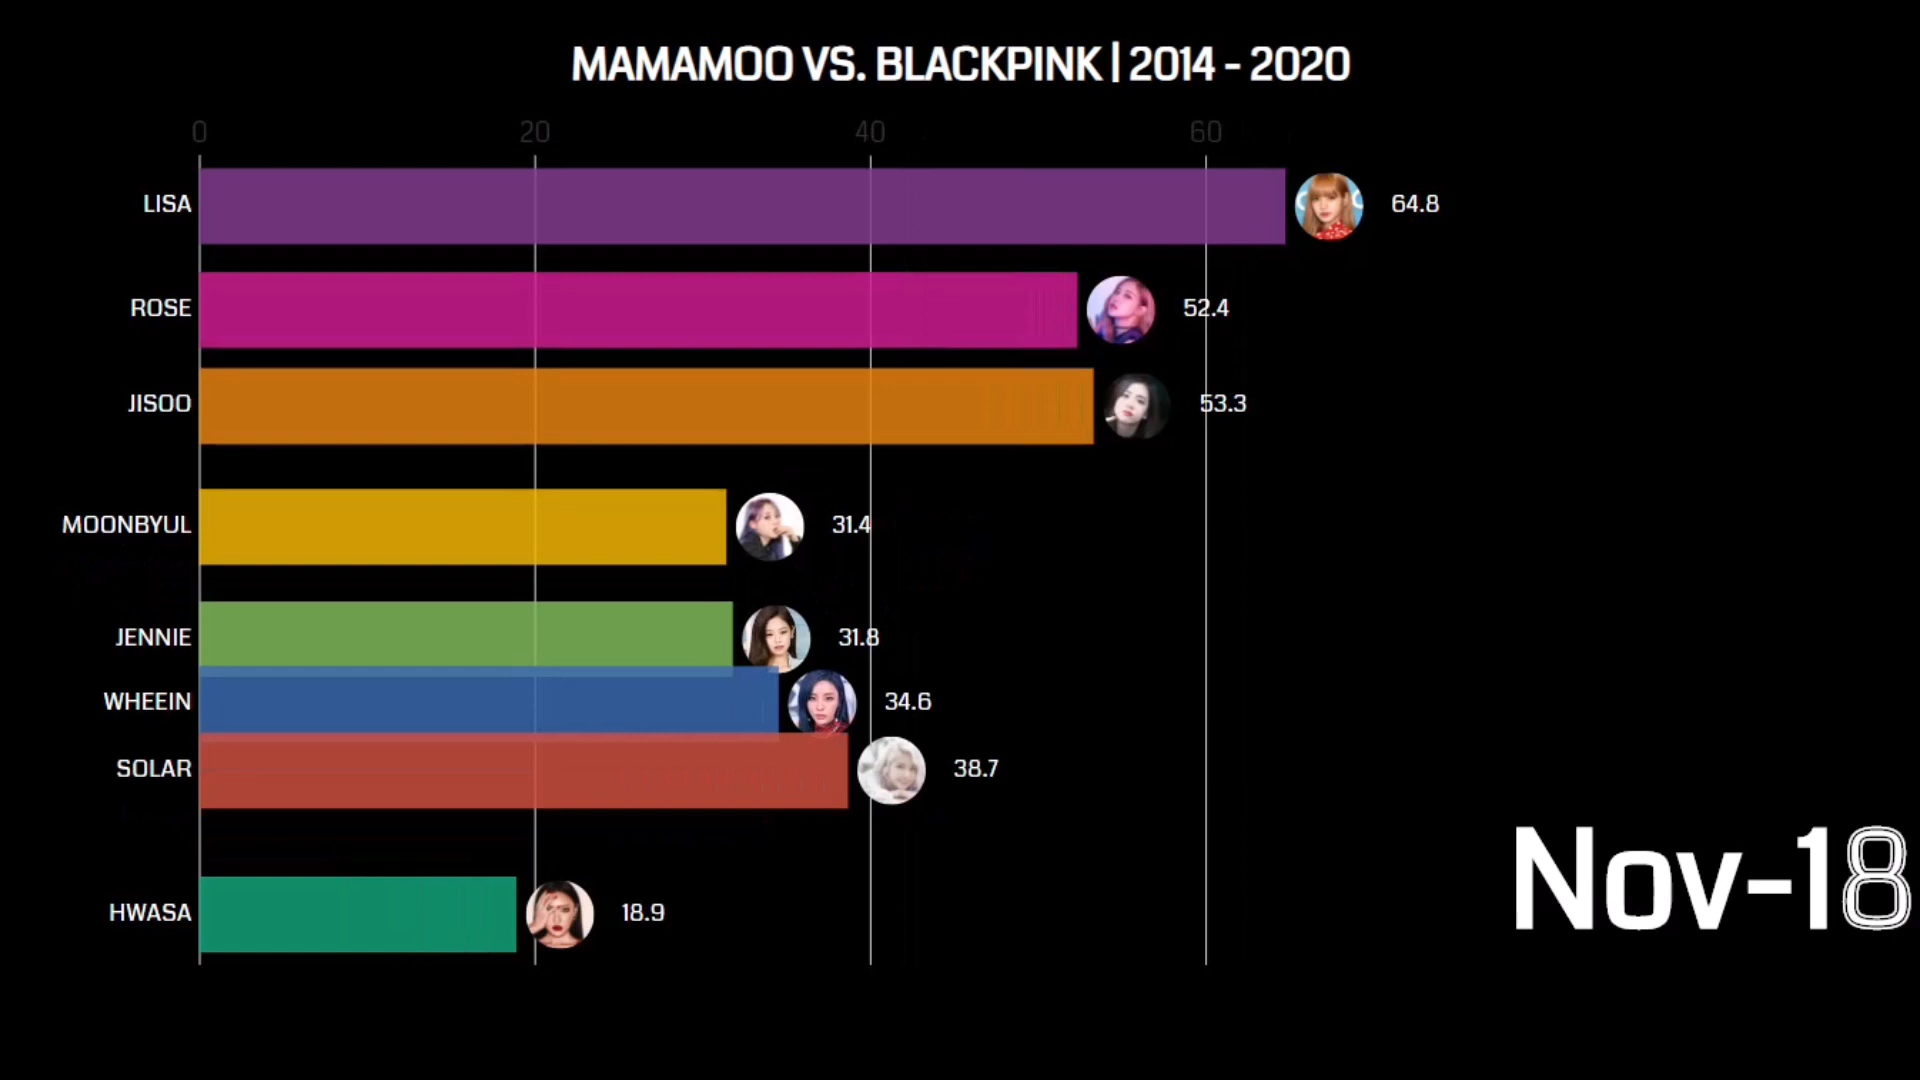 MAMAMOO VS. BLACKPINK | 2014 - 2020
0 20 40 60
LISA 64.8
ROSE 52.4
JISOO 53.3
MOONBYUL 31.4
JENNIE 31.8
WHEEIN 34.6
SOLAR 38.7
HWASA 18.9
Nov-18